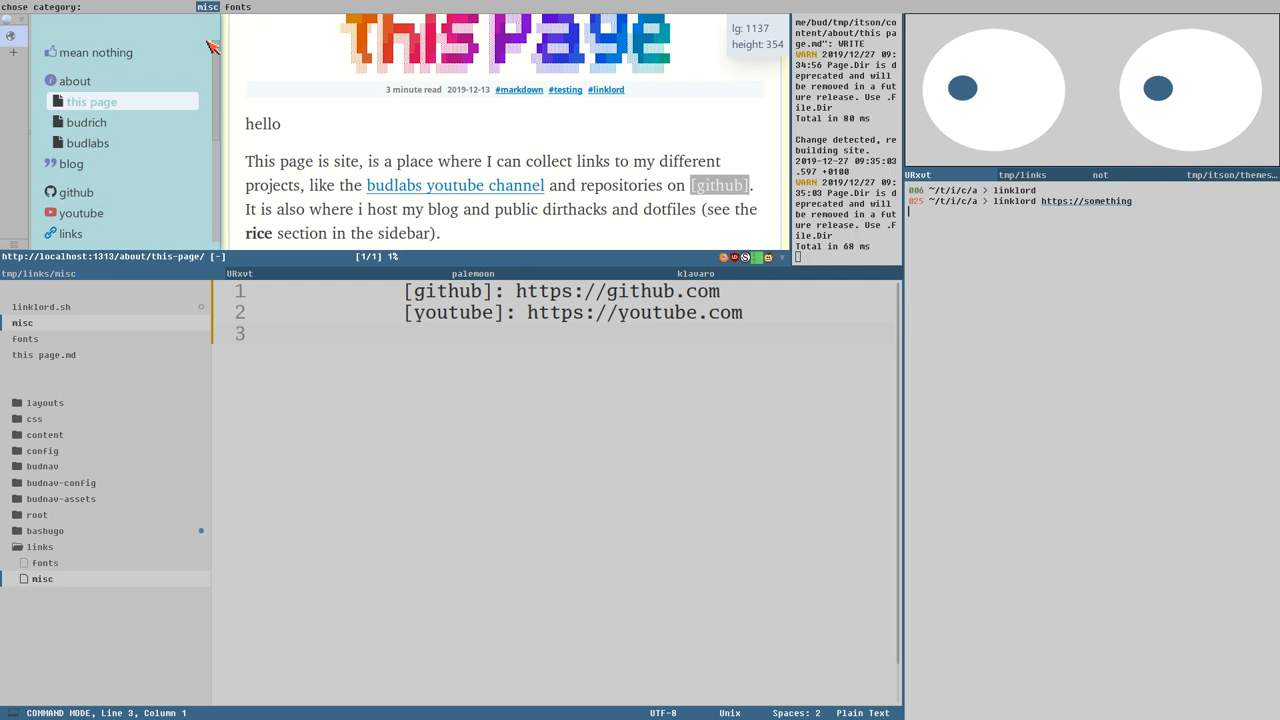 chose category: misc fonts
mean nothing
about
this page
budrich
budlabs
blog
github
youtube
links
This Page
lg: 1137
height: 354
3 minute read 2019-12-13 #markdown #testing #linklord
hello
This page is site, is a place where I can collect links to my different
projects, like the budlabs youtube channel and repositories on [github].
It is also where i host my blog and public dirthacks and dotfiles (see the
rice section in the sidebar).
me/bud/tmp/itson/co
ntent/about/this pa
ge.md": WRITE
WARN 2019/12/27 09:
34:56 Page.Dir is d
eprecated and will
be removed in a fut
ure release. Use .F
ile.Dir
Total in 80 ms
Change detected, re
building site.
2019-12-27 09:35:03
.597 +0100
WARN 2019/12/27 09:
35:03 Page.Dir is d
eprecated and will
be removed in a fut
ure release. Use .F
ile.Dir
Total in 68 ms
URxvt tmp/links not tmp/itson/themes…
006 ~/t/i/c/a > linklord
025 ~/t/i/c/a > linklord https://something
http://localhost:1313/about/this-page/ [-] [1/1] 1%
tmp/links/misc URxvt palemoon klavaro
linklord.sh
misc
fonts
this page.md
layouts
css
content
config
budnav
budnav-config
budnav-assets
root
bashugo
links
fonts
misc
1 [github]: https://github.com
2 [youtube]: https://youtube.com
3
COMMAND MODE, Line 3, Column 1 UTF-8 Unix Spaces: 2 Plain Text